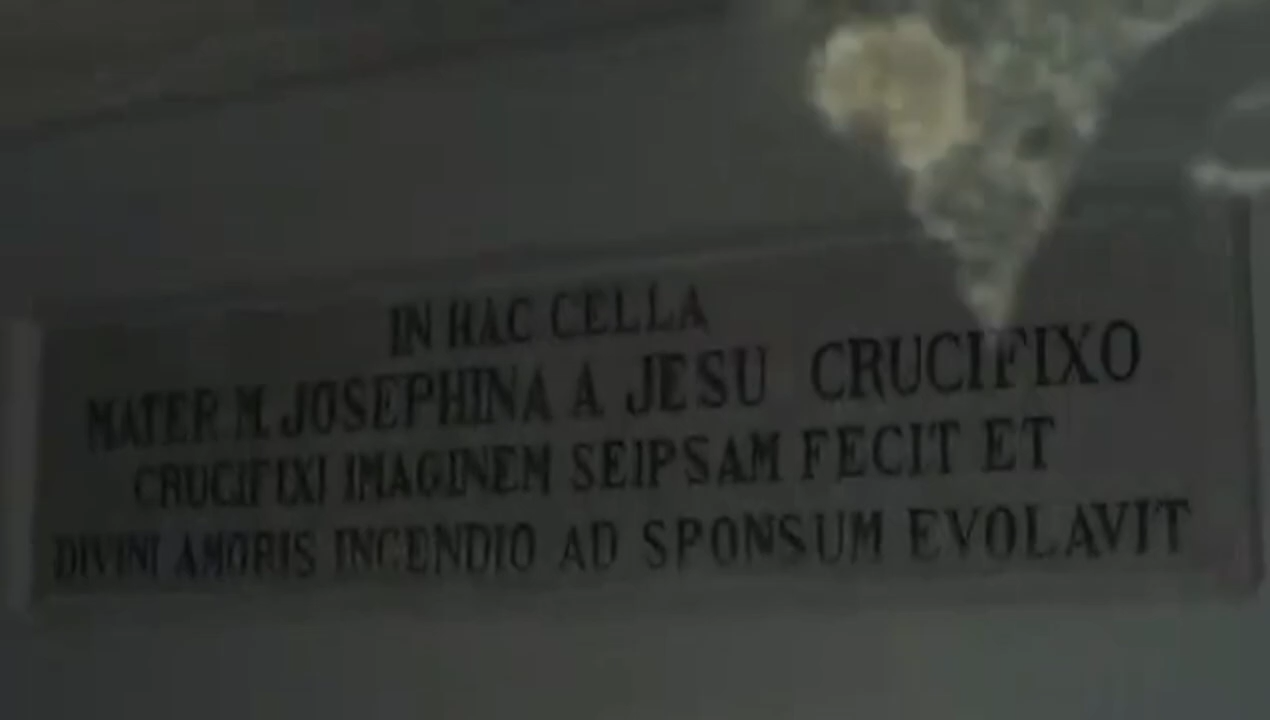 IN HAC CELLA
MATER M. JOSEPHINA A JESU CRUCIFIXO
CRUCIFIXI IMAGINEM SEIPSAM FECIT ET
DIVINI AMORIS INCENDIO AD SPONSUM EVOLAVIT